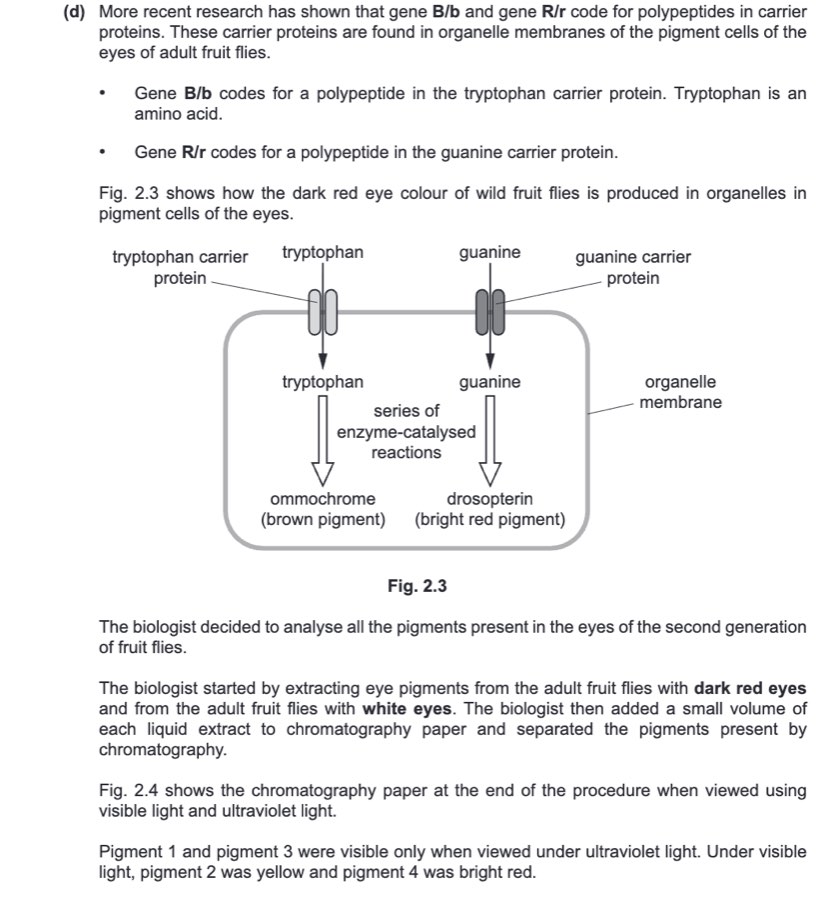 (d) More recent research has shown that gene B/b and gene R/r code for polypeptides in carrier
proteins. These carrier proteins are found in organelle membranes of the pigment cells of the
eyes of adult fruit flies.
• Gene B/b codes for a polypeptide in the tryptophan carrier protein. Tryptophan is an
amino acid.
• Gene R/r codes for a polypeptide in the guanine carrier protein.
Fig. 2.3 shows how the dark red eye colour of wild fruit flies is produced in organelles in
pigment cells of the eyes.
tryptophan carrier
protein
tryptophan
guanine
guanine carrier
protein
tryptophan
guanine
organelle
membrane
series of
enzyme-catalysed
reactions
ommochrome
(brown pigment)
drosopterin
(bright red pigment)
Fig. 2.3
The biologist decided to analyse all the pigments present in the eyes of the second generation
of fruit flies.
The biologist started by extracting eye pigments from the adult fruit flies with dark red eyes
and from the adult fruit flies with white eyes. The biologist then added a small volume of
each liquid extract to chromatography paper and separated the pigments present by
chromatography.
Fig. 2.4 shows the chromatography paper at the end of the procedure when viewed using
visible light and ultraviolet light.
Pigment 1 and pigment 3 were visible only when viewed under ultraviolet light. Under visible
light, pigment 2 was yellow and pigment 4 was bright red.